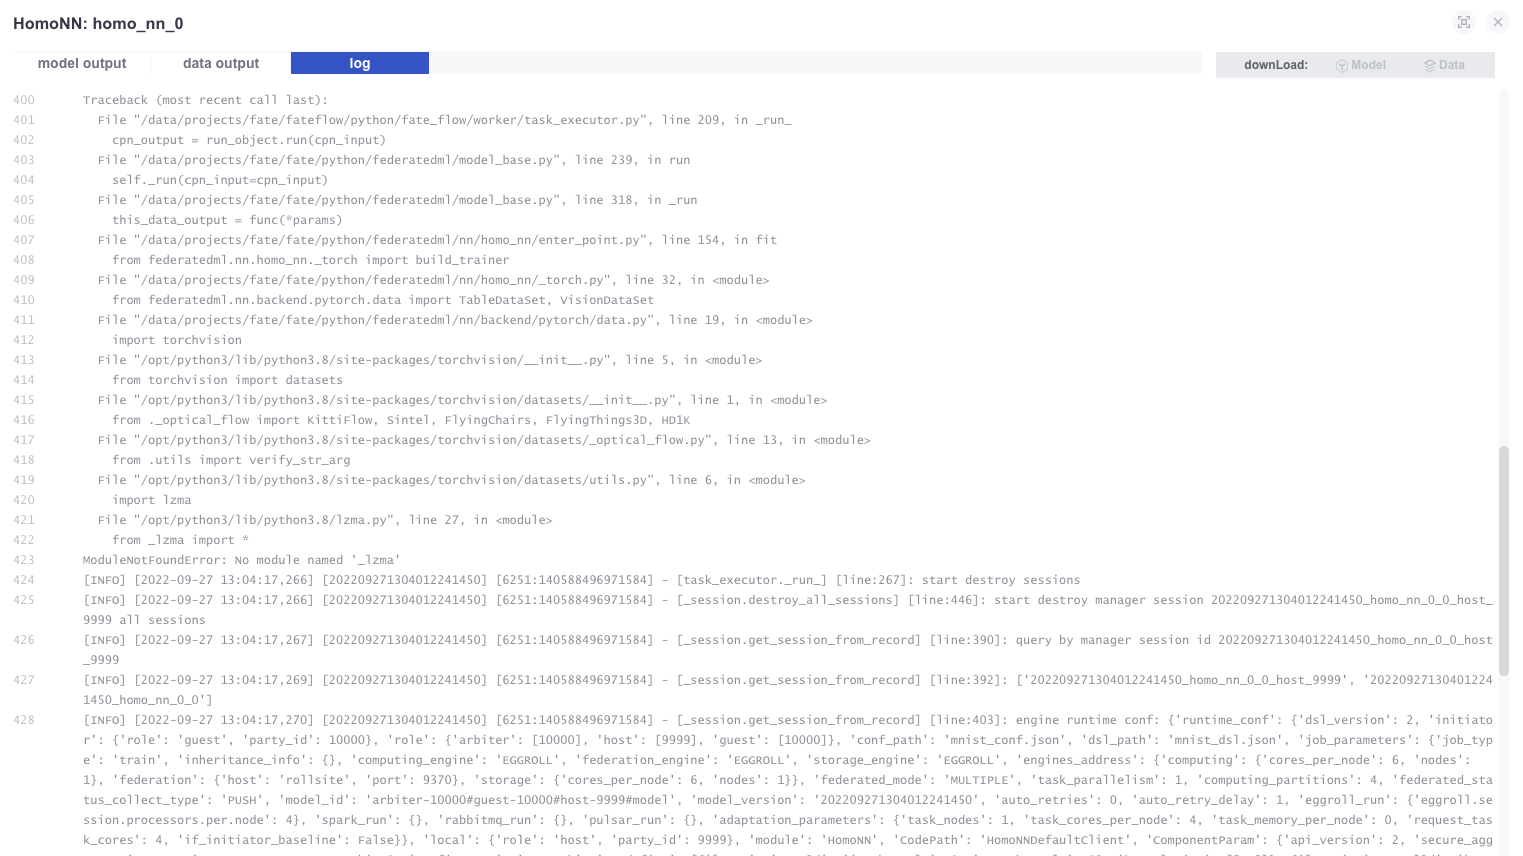 HomoNN: homo_nn_0
model output data output log downLoad: Model Data
400 Traceback (most recent call last):
401 File "/data/projects/fate/fateflow/python/fate_flow/worker/task_executor.py", line 209, in _run_
402 cpn_output = run_object.run(cpn_input)
403 File "/data/projects/fate/fate/python/federatedml/model_base.py", line 239, in run
404 self._run(cpn_input=cpn_input)
405 File "/data/projects/fate/fate/python/federatedml/model_base.py", line 318, in _run
406 this_data_output = func(*params)
407 File "/data/projects/fate/fate/python/federatedml/nn/homo_nn/enter_point.py", line 154, in fit
408 from federatedml.nn.homo_nn._torch import build_trainer
409 File "/data/projects/fate/fate/python/federatedml/nn/homo_nn/_torch.py", line 32, in <module>
410 from federatedml.nn.backend.pytorch.data import TableDataSet, VisionDataSet
411 File "/data/projects/fate/fate/python/federatedml/nn/backend/pytorch/data.py", line 19, in <module>
412 import torchvision
413 File "/opt/python3/lib/python3.8/site-packages/torchvision/__init__.py", line 5, in <module>
414 from torchvision import datasets
415 File "/opt/python3/lib/python3.8/site-packages/torchvision/datasets/__init__.py", line 1, in <module>
416 from ._optical_flow import KittiFlow, Sintel, FlyingChairs, FlyingThings3D, HD1K
417 File "/opt/python3/lib/python3.8/site-packages/torchvision/datasets/_optical_flow.py", line 13, in <module>
418 from .utils import verify_str_arg
419 File "/opt/python3/lib/python3.8/site-packages/torchvision/datasets/utils.py", line 6, in <module>
420 import lzma
421 File "/opt/python3/lib/python3.8/lzma.py", line 27, in <module>
422 from _lzma import *
423 ModuleNotFoundError: No module named '_lzma'
424 [INFO] [2022-09-27 13:04:17,266] [202209271304012241450] [6251:140588496971584] - [task_executor._run_] [line:267]: start destroy sessions
425 [INFO] [2022-09-27 13:04:17,266] [202209271304012241450] [6251:140588496971584] - [_session.destroy_all_sessions] [line:446]: start destroy manager session 202209271304012241450_homo_nn_0_0_host_
9999 all sessions
426 [INFO] [2022-09-27 13:04:17,267] [202209271304012241450] [6251:140588496971584] - [_session.get_session_from_record] [line:390]: query by manager session id 202209271304012241450_homo_nn_0_0_host
_9999
427 [INFO] [2022-09-27 13:04:17,269] [202209271304012241450] [6251:140588496971584] - [_session.get_session_from_record] [line:392]: ['202209271304012241450_homo_nn_0_0_host_9999', '20220927130401224
1450_homo_nn_0_0']
428 [INFO] [2022-09-27 13:04:17,270] [202209271304012241450] [6251:140588496971584] - [_session.get_session_from_record] [line:403]: engine runtime conf: {'runtime_conf': {'dsl_version': 2, 'initiato
r': {'role': 'guest', 'party_id': 10000}, 'role': {'arbiter': [10000], 'host': [9999], 'guest': [10000]}, 'conf_path': 'mnist_conf.json', 'dsl_path': 'mnist_dsl.json', 'job_parameters': {'job_typ
e': 'train', 'inheritance_info': {}, 'computing_engine': 'EGGROLL', 'federation_engine': 'EGGROLL', 'storage_engine': 'EGGROLL', 'engines_address': {'computing': {'cores_per_node': 6, 'nodes':
1}, 'federation': {'host': 'rollsite', 'port': 9370}, 'storage': {'cores_per_node': 6, 'nodes': 1}}, 'federated_mode': 'MULTIPLE', 'task_parallelism': 1, 'computing_partitions': 4, 'federated_sta
tus_collect_type': 'PUSH', 'model_id': 'arbiter-10000#guest-10000#host-9999#model', 'model_version': '202209271304012241450', 'auto_retries': 0, 'auto_retry_delay': 1, 'eggroll_run': {'eggroll.se
ssion.processors.per.node': 4}, 'spark_run': {}, 'rabbitmq_run': {}, 'pulsar_run': {}, 'adaptation_parameters': {'task_nodes': 1, 'task_cores_per_node': 4, 'task_memory_per_node': 0, 'request_tas
k_cores': 4, 'if_initiator_baseline': False}}, 'local': {'role': 'host', 'party_id': 9999}, 'module': 'HomoNN', 'CodePath': 'HomoNNDefaultClient', 'ComponentParam': {'api_version': 2, 'secure_agg